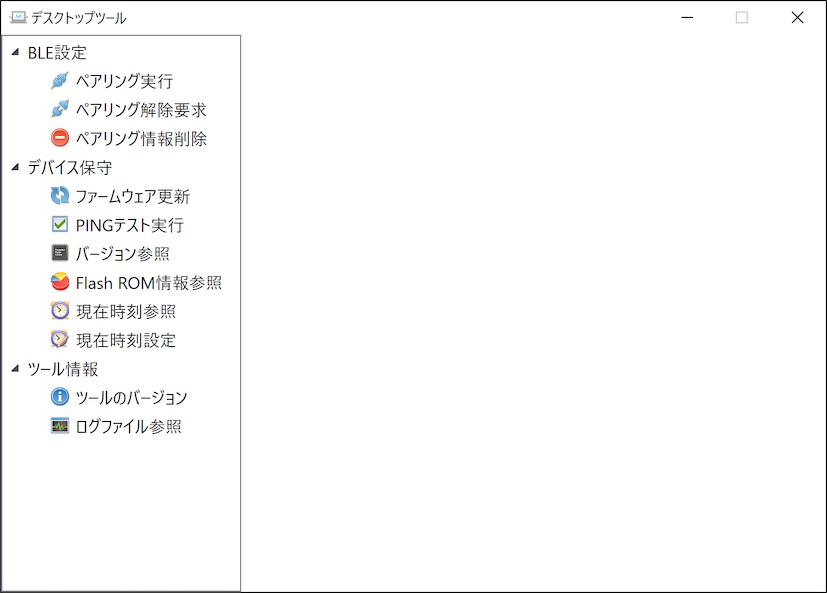 デスクトップツール
BLE設定
ペアリング実行
ペアリング解除要求
ペアリング情報削除
デバイス保守
ファームウェア更新
PINGテスト実行
バージョン参照
Flash ROM情報参照
現在時刻参照
現在時刻設定
ツール情報
ツールのバージョン
ログファイル参照